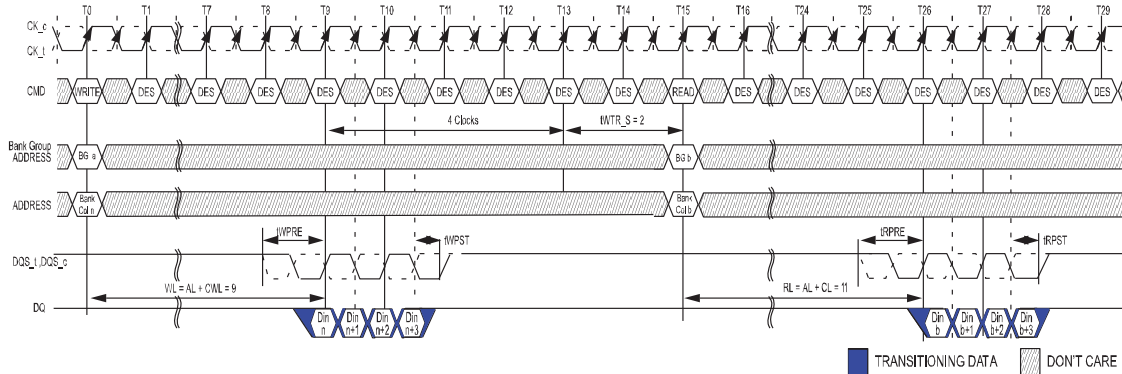 T0 T1 T7 T8 T9 T10 T11 T12 T13 T14 T15 T16 T24 T25 T26 T27 T28 T29
CK_c
CK_t
CMD WRITE DES DES DES DES DES DES DES DES DES READ DES DES DES DES DES DES DES
4 Clocks tWTR_S = 2
Bank Group
ADDRESS BG a BG b
ADDRESS Bank
Col n Bank
Col b
tWPRE tWPST tRPRE tRPST
DQS_t,DQS_c
WL = AL + CWL = 9 RL = AL + CL = 11
DQ Din
n Din
n+1 Din
n+2 Din
n+3 Din
b Din
b+1 Din
b+2 Din
b+3
TRANSITIONING DATA DON'T CARE